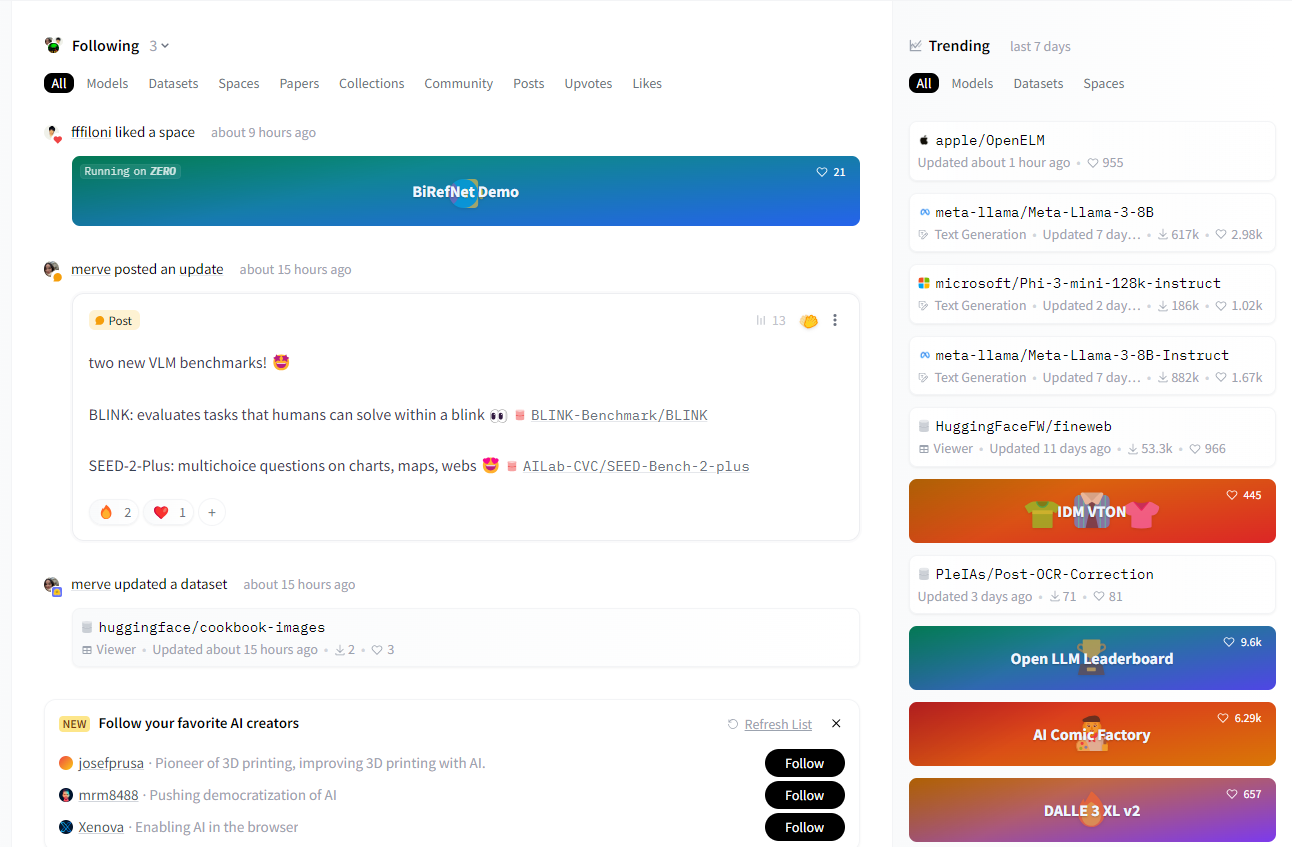 Following 3
All Models Datasets Spaces Papers Collections Community Posts Upvotes Likes
fffiloni liked a space about 9 hours ago
Running on ZERO
21
BiRefNet Demo
merve posted an update about 15 hours ago
Post
13
two new VLM benchmarks! 🤩
BLINK: evaluates tasks that humans can solve within a blink 👀 BLINK-Benchmark/BLINK
SEED-2-Plus: multichoice questions on charts, maps, webs 😍 AILab-CVC/SEED-Bench-2-plus
🔥 2 ❤️ 1 +
merve updated a dataset about 15 hours ago
huggingface/cookbook-images
Viewer • Updated about 15 hours ago • 2 • 3
NEW Follow your favorite AI creators
Refresh List
josefprusa · Pioneer of 3D printing, improving 3D printing with AI.
Follow
mrm8488 · Pushing democratization of AI
Follow
Xenova · Enabling AI in the browser
Follow
Trending last 7 days
All Models Datasets Spaces
apple/OpenELM
Updated about 1 hour ago • 955
meta-llama/Meta-Llama-3-8B
Text Generation • Updated 7 day… • 617k • 2.98k
microsoft/Phi-3-mini-128k-instruct
Text Generation • Updated 2 day… • 186k • 1.02k
meta-llama/Meta-Llama-3-8B-Instruct
Text Generation • Updated 7 day… • 882k • 1.67k
HuggingFaceFW/fineweb
Viewer • Updated 11 days ago • 53.3k • 966
445
IDM VTON
PleIAs/Post-OCR-Correction
Updated 3 days ago • 71 • 81
9.6k
Open LLM Leaderboard
6.29k
AI Comic Factory
657
DALLE 3 XL v2